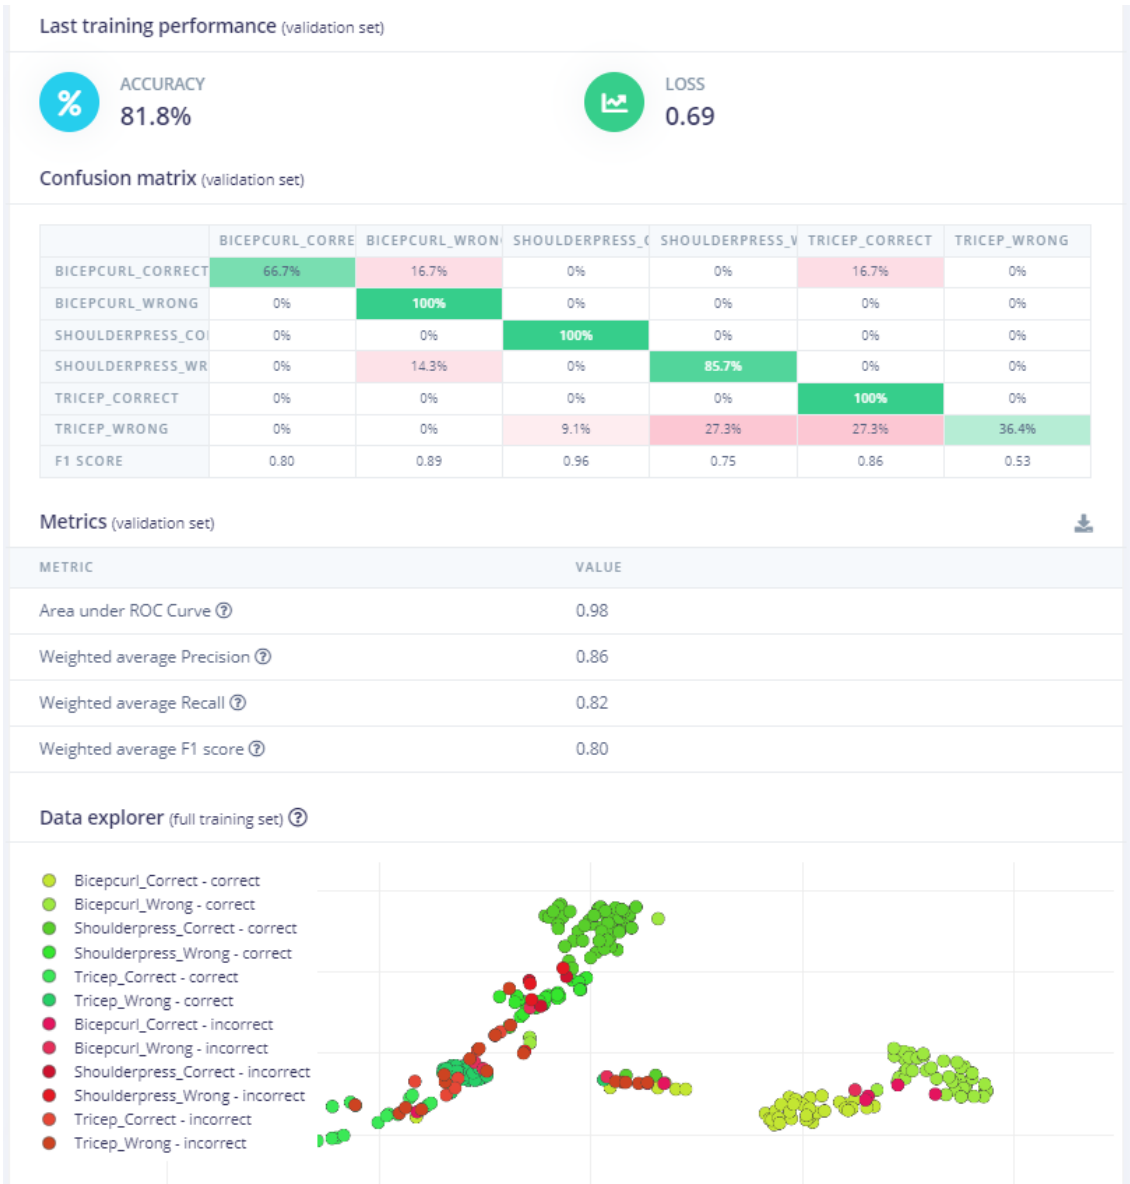 Last training performance (validation set)
% ACCURACY 81.8%
LOSS 0.69
Confusion matrix (validation set)
BICEPCURL_CORRE BICEPCURL_WRON SHOULDERPRESS_C SHOULDERPRESS_W TRICEP_CORRECT TRICEP_WRONG
BICEPCURL_CORRECT 66.7% 16.7% 0% 0% 16.7% 0%
BICEPCURL_WRONG 0% 100% 0% 0% 0% 0%
SHOULDERPRESS_CO 0% 0% 100% 0% 0% 0%
SHOULDERPRESS_WR 0% 14.3% 0% 85.7% 0% 0%
TRICEP_CORRECT 0% 0% 0% 0% 100% 0%
TRICEP_WRONG 0% 0% 9.1% 27.3% 27.3% 36.4%
F1 SCORE 0.80 0.89 0.96 0.75 0.86 0.53
Metrics (validation set)
METRIC VALUE
Area under ROC Curve ? 0.98
Weighted average Precision ? 0.86
Weighted average Recall ? 0.82
Weighted average F1 score ? 0.80
Data explorer (full training set) ?
Bicepcurl_Correct - correct
Bicepcurl_Wrong - correct
Shoulderpress_Correct - correct
Shoulderpress_Wrong - correct
Tricep_Correct - correct
Tricep_Wrong - correct
Bicepcurl_Correct - incorrect
Bicepcurl_Wrong - incorrect
Shoulderpress_Correct - incorrect
Shoulderpress_Wrong - incorrect
Tricep_Correct - incorrect
Tricep_Wrong - incorrect